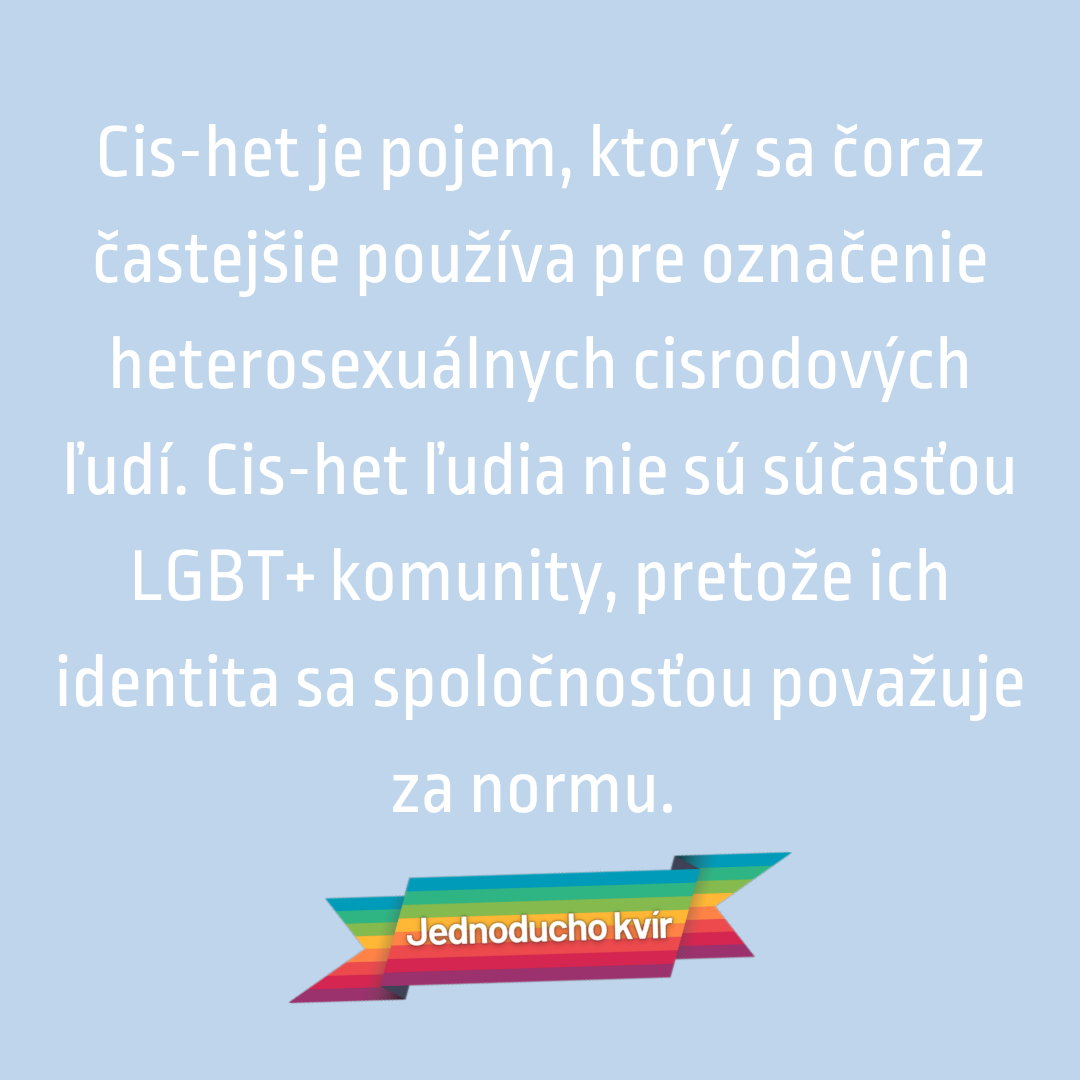 Cis-het je pojem, ktorý sa čoraz
častejšie používa pre označenie
heterosexuálnych cisrodových
ľudí. Cis-het ľudia nie sú súčasťou
LGBT+ komunity, pretože ich
identita sa spoločnosťou považuje
za normu.
Jednoducho kvír